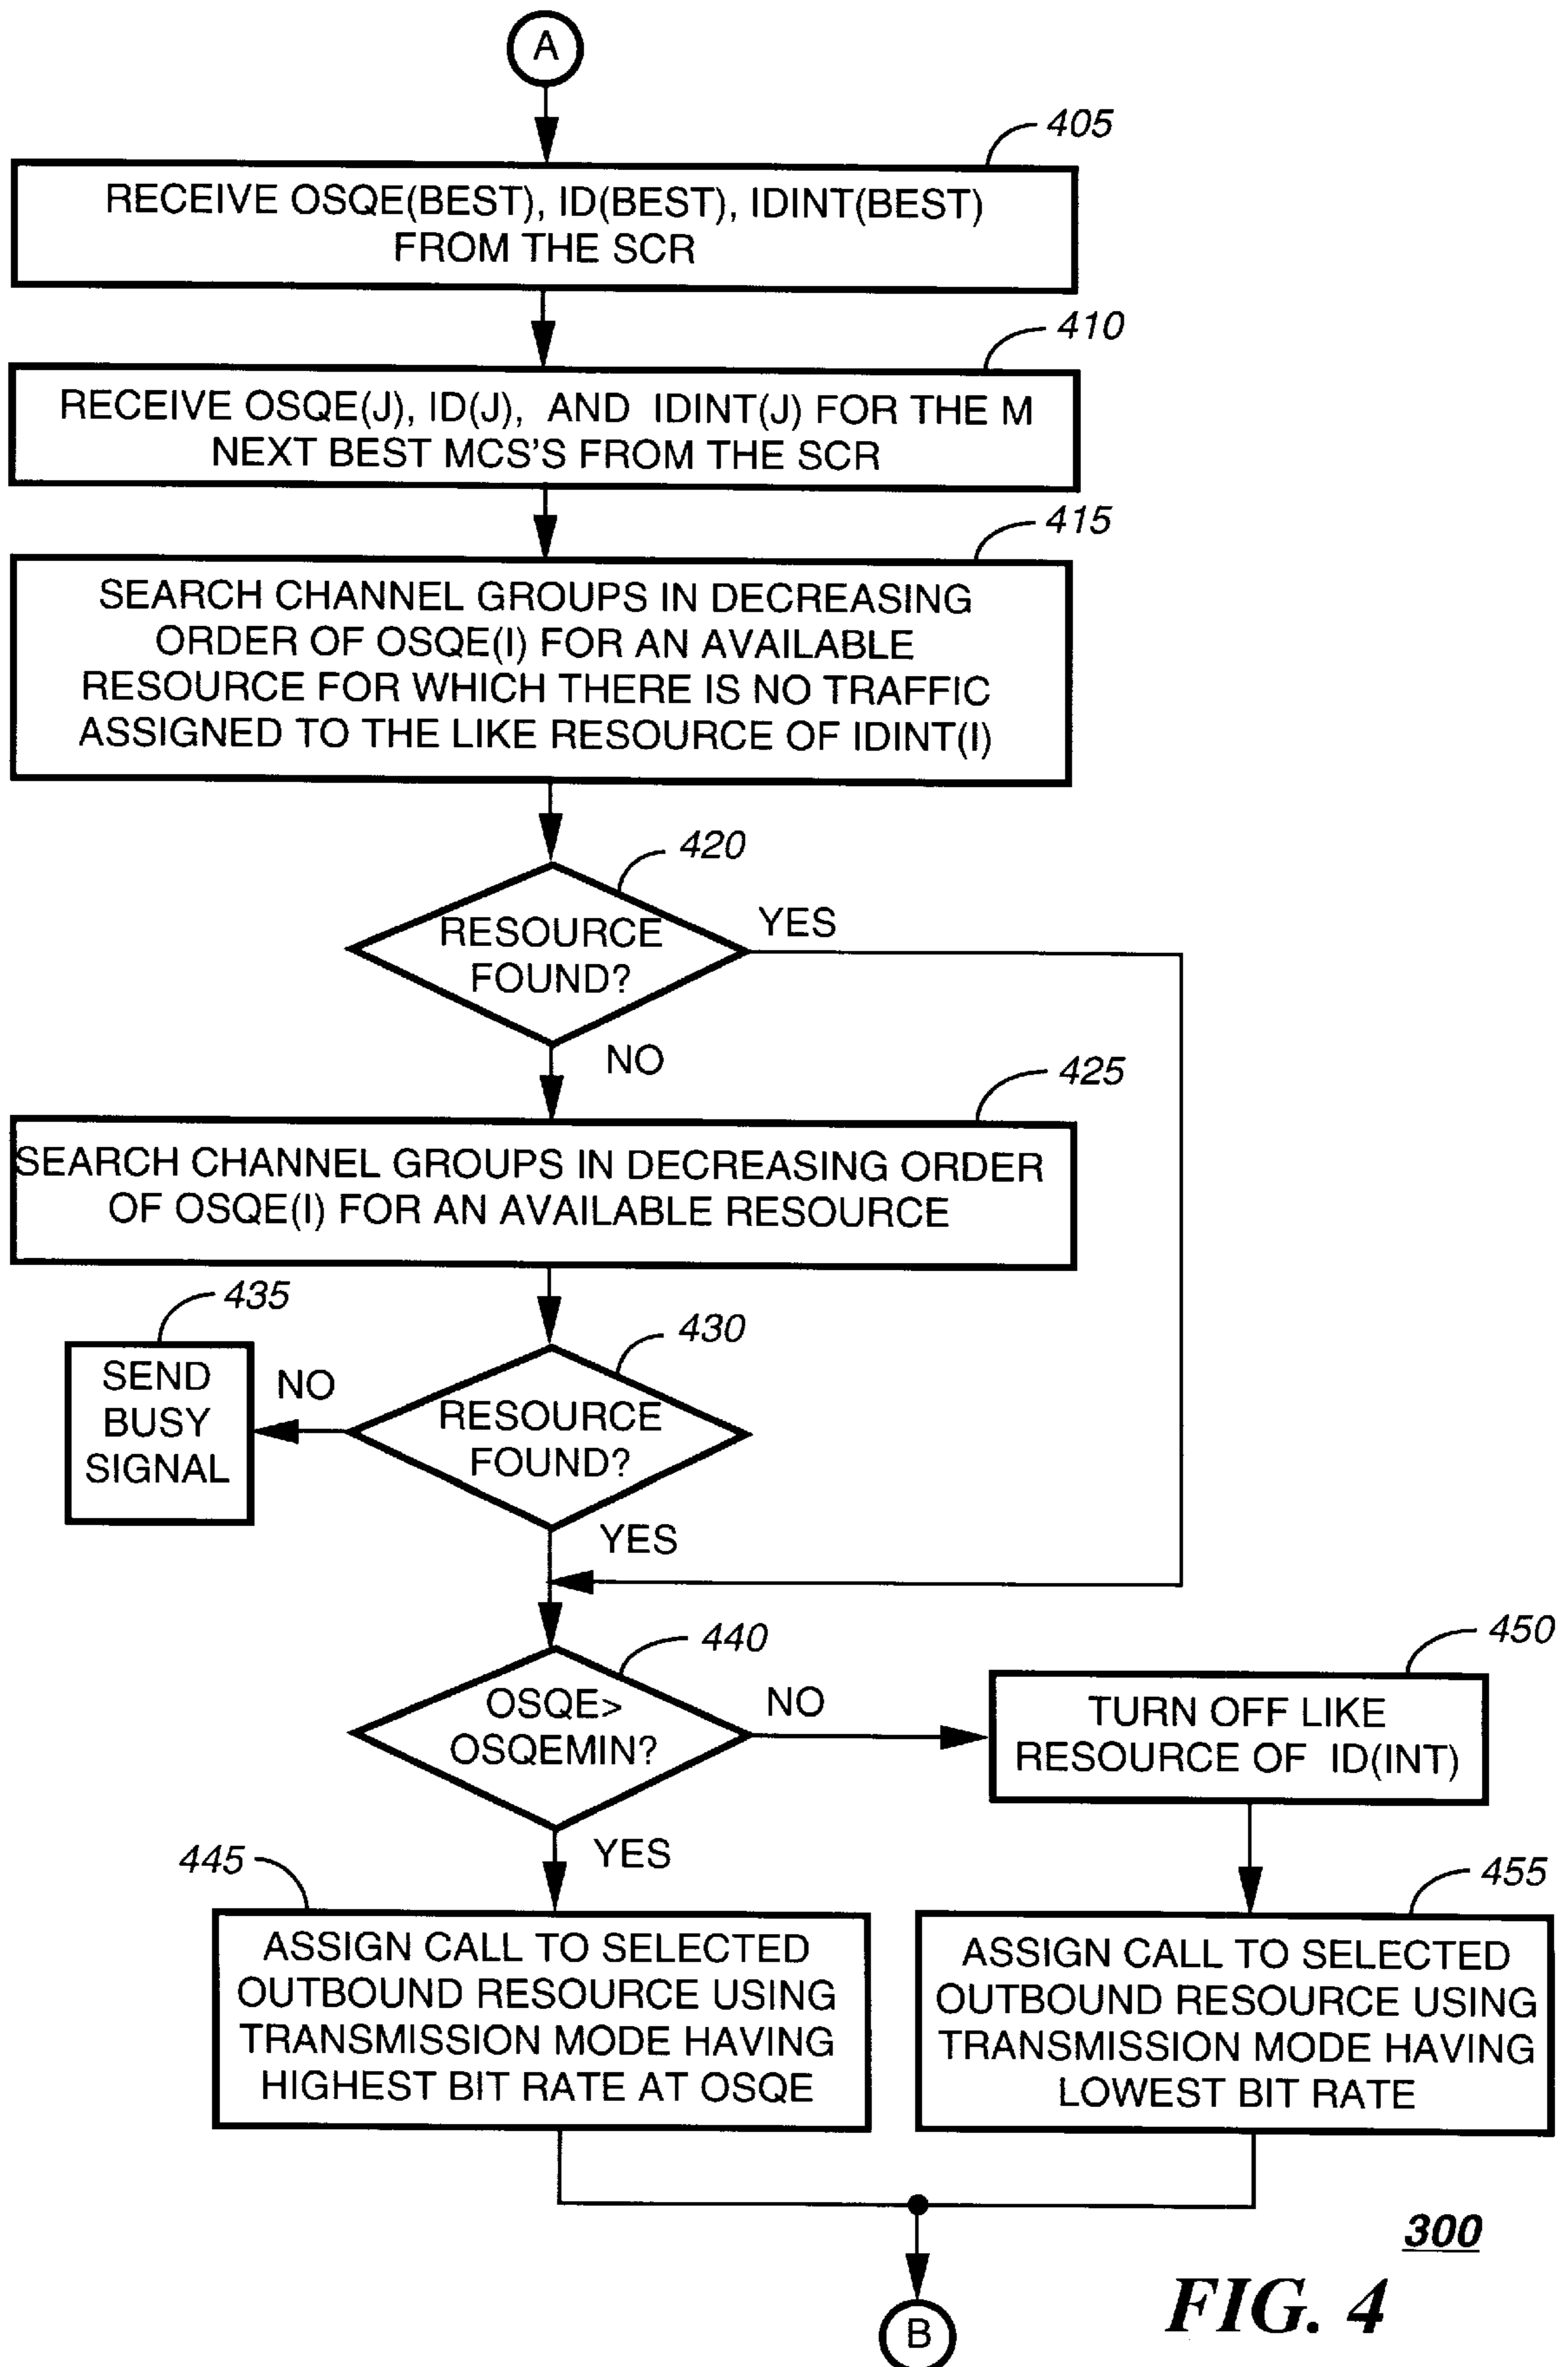 A
405
RECEIVE OSQE(BEST), ID(BEST), IDINT(BEST)
FROM THE SCR
410
RECEIVE OSQE(J), ID(J), AND IDINT(J) FOR THE M
NEXT BEST MCS'S FROM THE SCR
415
SEARCH CHANNEL GROUPS IN DECREASING
ORDER OF OSQE(I) FOR AN AVAILABLE
RESOURCE FOR WHICH THERE IS NO TRAFFIC
ASSIGNED TO THE LIKE RESOURCE OF IDINT(I)
420
RESOURCE
FOUND?
YES
NO
425
SEARCH CHANNEL GROUPS IN DECREASING ORDER
OF OSQE(I) FOR AN AVAILABLE RESOURCE
435
SEND
BUSY
SIGNAL
NO
430
RESOURCE
FOUND?
YES
440
OSQE>
OSQEMIN?
NO
450
TURN OFF LIKE
RESOURCE OF ID(INT)
YES
445
ASSIGN CALL TO SELECTED
OUTBOUND RESOURCE USING
TRANSMISSION MODE HAVING
HIGHEST BIT RATE AT OSQE
455
ASSIGN CALL TO SELECTED
OUTBOUND RESOURCE USING
TRANSMISSION MODE HAVING
LOWEST BIT RATE
B
300
FIG. 4